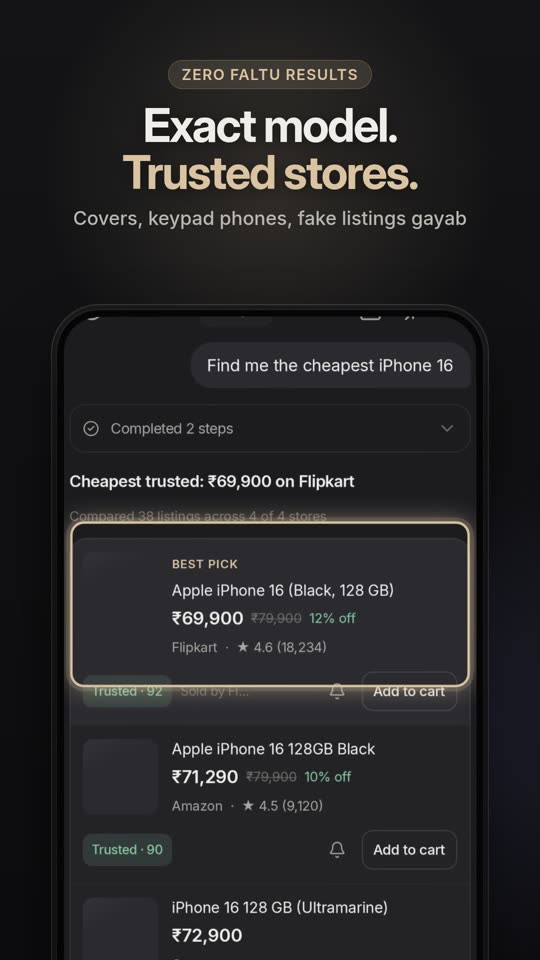 ZERO FALTU RESULTS
Exact model.
Trusted stores.
Covers, keypad phones, fake listings gayab
Find me the cheapest iPhone 16
Completed 2 steps
Cheapest trusted: ₹69,900 on Flipkart
Compared 38 listings across 4 of 4 stores
BEST PICK
Apple iPhone 16 (Black, 128 GB)
₹69,900 ₹79,900 12% off
Flipkart · ★ 4.6 (18,234)
Trusted · 92 Sold by Fl... Add to cart
Apple iPhone 16 128GB Black
₹71,290 ₹79,900 10% off
Amazon · ★ 4.5 (9,120)
Trusted · 90 Add to cart
iPhone 16 128 GB (Ultramarine)
₹72,900